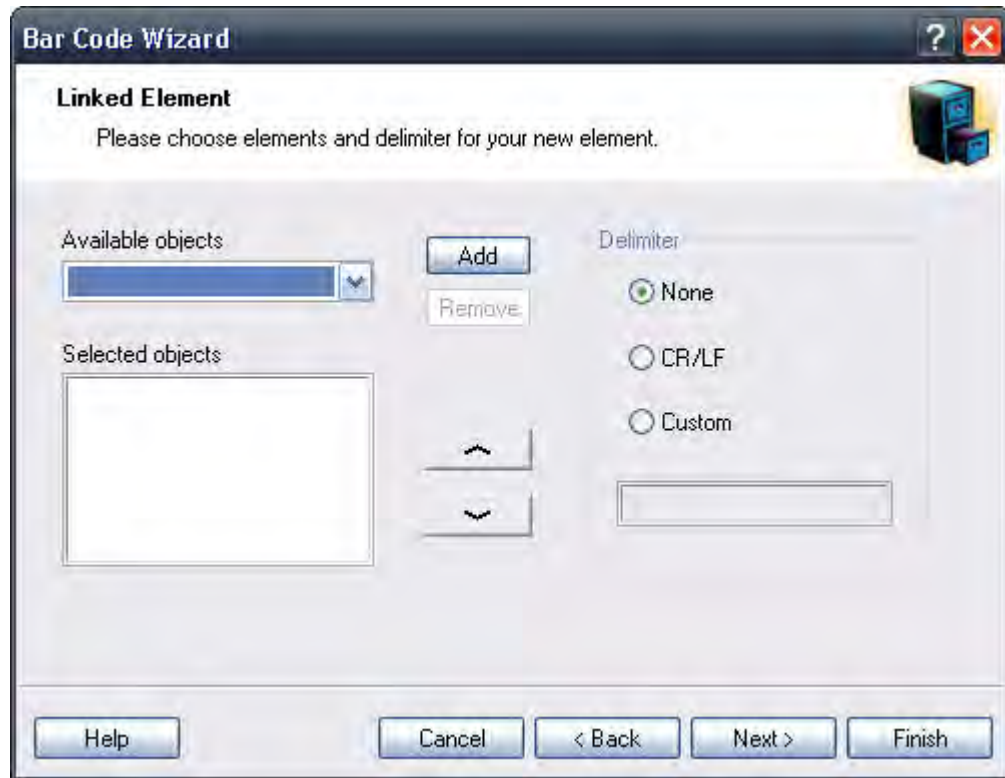 Bar Code Wizard
?
Linked Element
Please choose elements and delimiter for your new element.
Available objects
Add
Remove
Selected objects
Delimiter
None
CR/LF
Custom
Help
Cancel
< Back
Next >
Finish